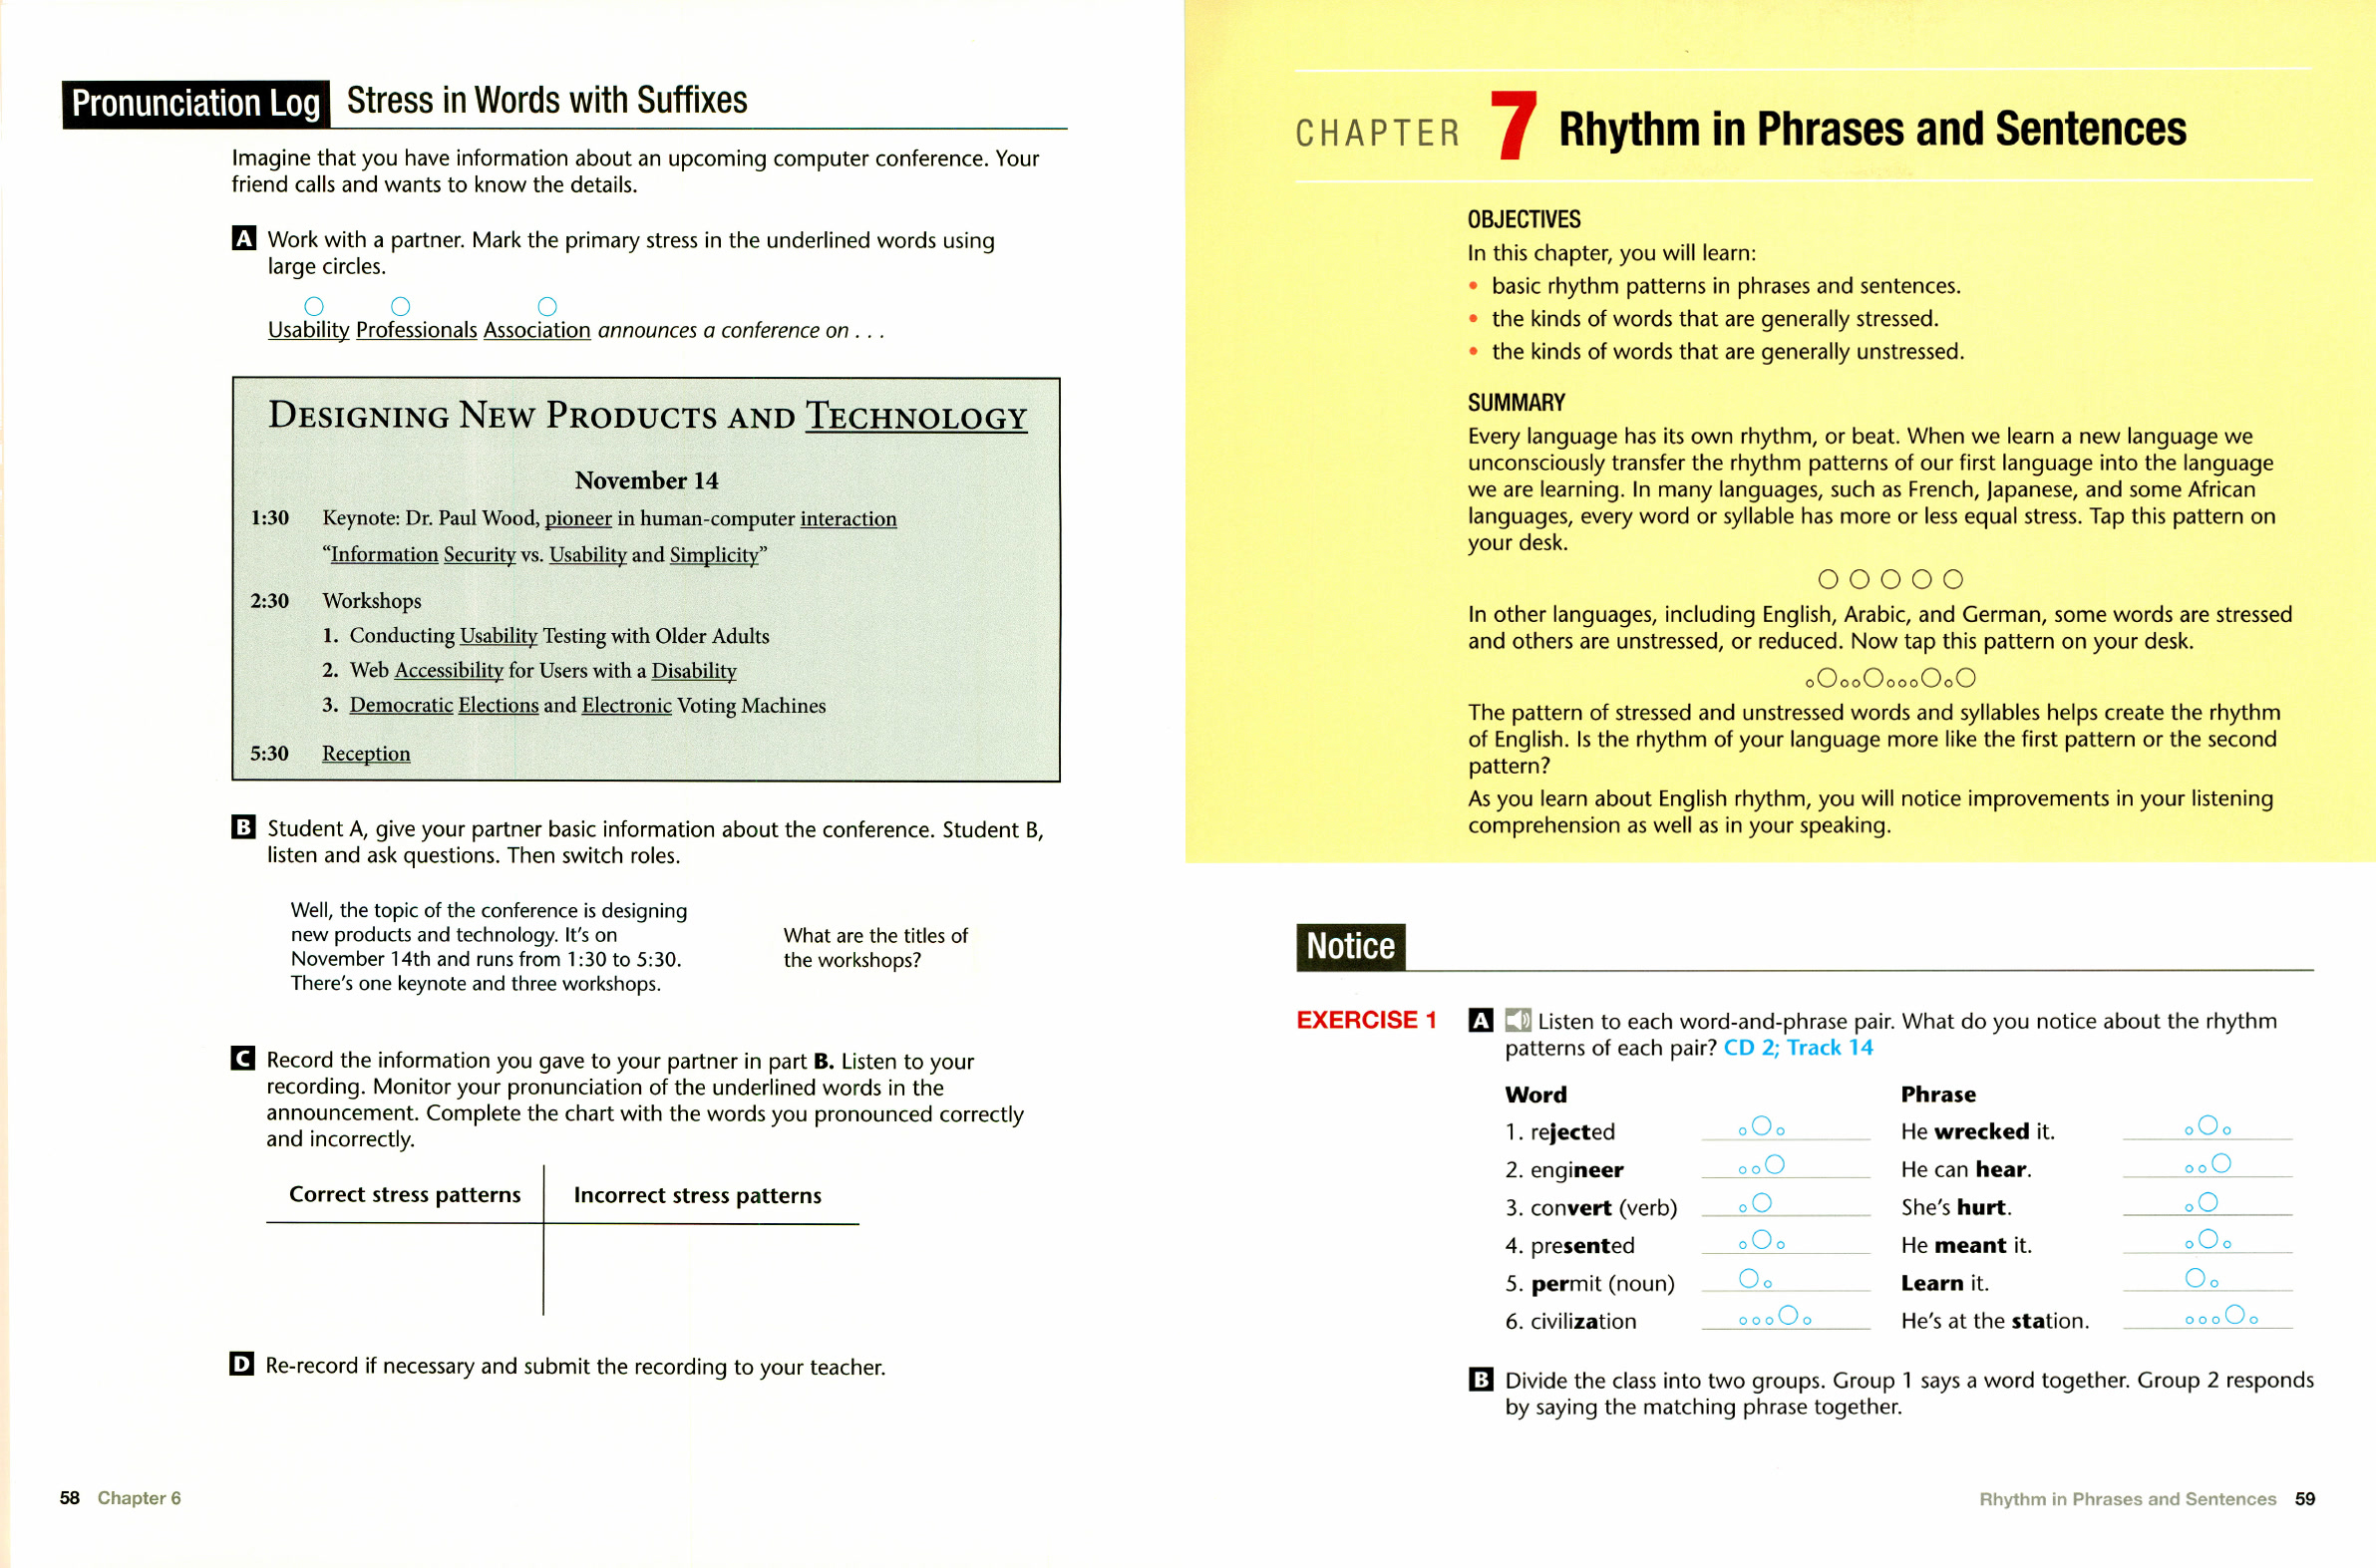 Pronunciation Log Stress in Words with Suffixes
Imagine that you have information about an upcoming computer conference. Your
friend calls and wants to know the details.
A Work with a partner. Mark the primary stress in the underlined words using
large circles.
Usability Professionals Association announces a conference on . . .
DESIGNING NEW PRODUCTS AND TECHNOLOGY
November 14
1:30 Keynote: Dr. Paul Wood, pioneer in human-computer interaction
“Information Security vs. Usability and Simplicity”
2:30 Workshops
1. Conducting Usability Testing with Older Adults
2. Web Accessibility for Users with a Disability
3. Democratic Elections and Electronic Voting Machines
5:30 Reception
B Student A, give your partner basic information about the conference. Student B,
listen and ask questions. Then switch roles.
Well, the topic of the conference is designing
new products and technology. It’s on
November 14th and runs from 1:30 to 5:30.
There’s one keynote and three workshops.
What are the titles of
the workshops?
C Record the information you gave to your partner in part B. Listen to your
recording. Monitor your pronunciation of the underlined words in the
announcement. Complete the chart with the words you pronounced correctly
and incorrectly.
Correct stress patterns Incorrect stress patterns
D Re-record if necessary and submit the recording to your teacher.
58 Chapter 6
CHAPTER 7 Rhythm in Phrases and Sentences
OBJECTIVES
In this chapter, you will learn:
• basic rhythm patterns in phrases and sentences.
• the kinds of words that are generally stressed.
• the kinds of words that are generally unstressed.
SUMMARY
Every language has its own rhythm, or beat. When we learn a new language we
unconsciously transfer the rhythm patterns of our first language into the language
we are learning. In many languages, such as French, Japanese, and some African
languages, every word or syllable has more or less equal stress. Tap this pattern on
your desk.
In other languages, including English, Arabic, and German, some words are stressed
and others are unstressed, or reduced. Now tap this pattern on your desk.
The pattern of stressed and unstressed words and syllables helps create the rhythm
of English. Is the rhythm of your language more like the first pattern or the second
pattern?
As you learn about English rhythm, you will notice improvements in your listening
comprehension as well as in your speaking.
Notice
EXERCISE 1 A Listen to each word-and-phrase pair. What do you notice about the rhythm
patterns of each pair? CD 2; Track 14
Word Phrase
1. rejected He wrecked it.
2. engineer He can hear.
3. convert (verb) She’s hurt.
4. presented He meant it.
5. permit (noun) Learn it.
6. civilization He’s at the station.
B Divide the class into two groups. Group 1 says a word together. Group 2 responds
by saying the matching phrase together.
Rhythm in Phrases and Sentences 59